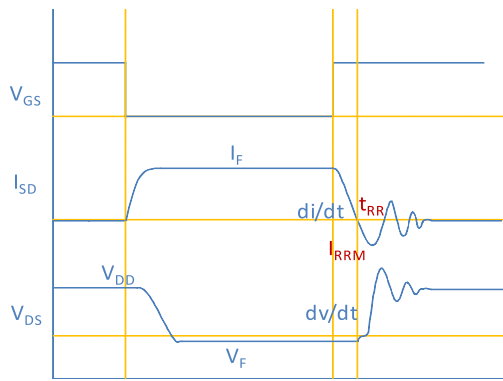 V_GS
I_F
I_SD
di/dt
t_RR
I_RRM
V_DD
V_DS
dv/dt
V_F